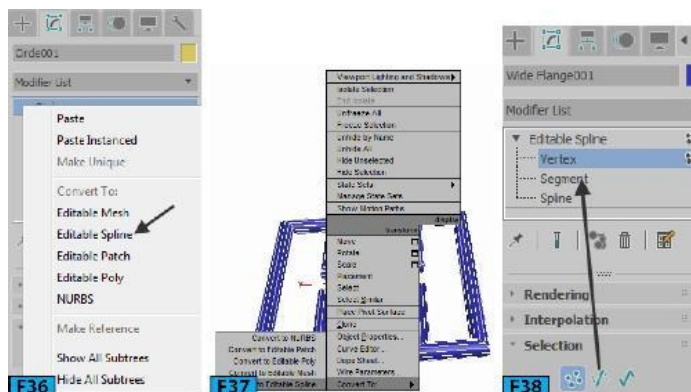 Circle001
Modifier List
Paste
Paste Instanced
Make Unique
Convert To:
Editable Mesh
Editable Spline
Editable Patch
Editable Poly
NURBS
Make Reference
Show All Subtrees
Hide All Subtrees
F36
Viewport Lighting and Shadows
Isolate Selection
End Isolate
Unfreeze All
Freeze Selection
Unhide by Name
Unhide All
Hide Unselected
Hide Selection
State Sets
Manage State Sets
Show Motion Paths
display
transform
Move
Rotate
Scale
Placement
Select
Select Similar
Place Pivot Surface
Clone
Object Properties...
Curve Editor...
Dope Sheet...
Wire Parameters...
Convert To:
Convert to NURBS
Convert to Editable Patch
Convert to Editable Poly
Convert to Editable Mesh
to Editable Spline
F37
Wide Flange001
Modifier List
Editable Spline
Vertex
Segment
Spline
Rendering
Interpolation
Selection
F38